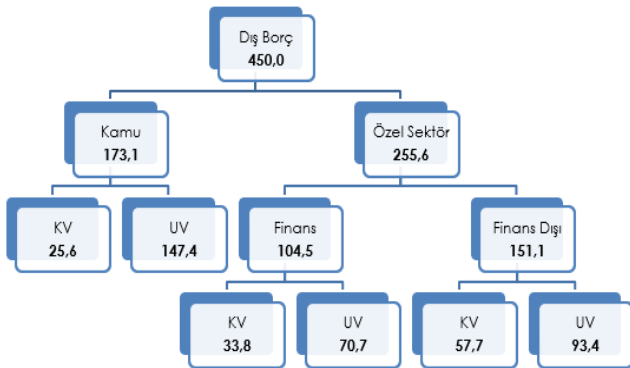 Dış Borç
450,0
Kamu
173,1
Özel Sektör
255,6
KV
25,6
UV
147,4
Finans
104,5
Finans Dışı
151,1
KV
33,8
UV
70,7
KV
57,7
UV
93,4